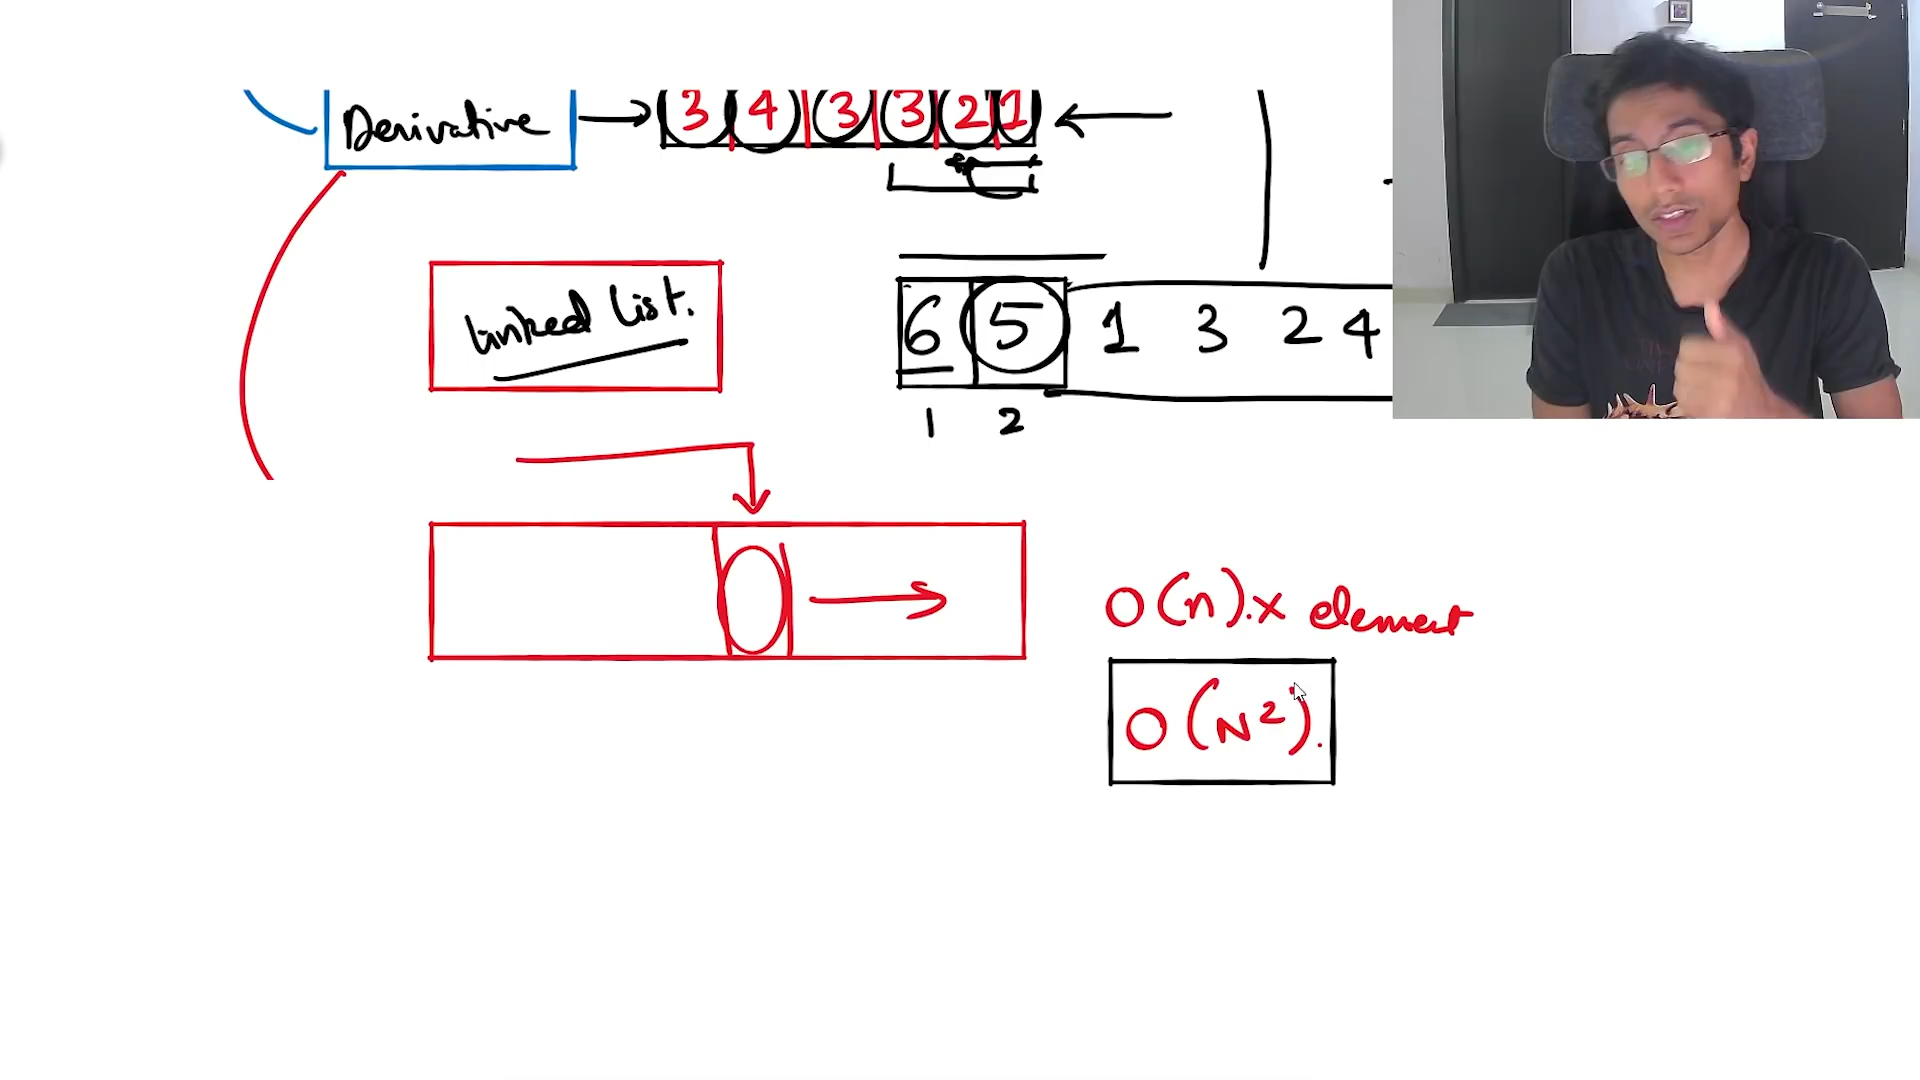 Derivative
3 4 3 3 2 1
Linked list.
6 5 1 3 2 4
1 2
O(n).x element
O(N²).